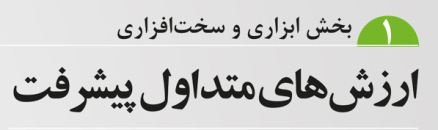 ۱ بخش ابزاری و سخت‌افزاری
ارزش‌های متداول پیشرفت